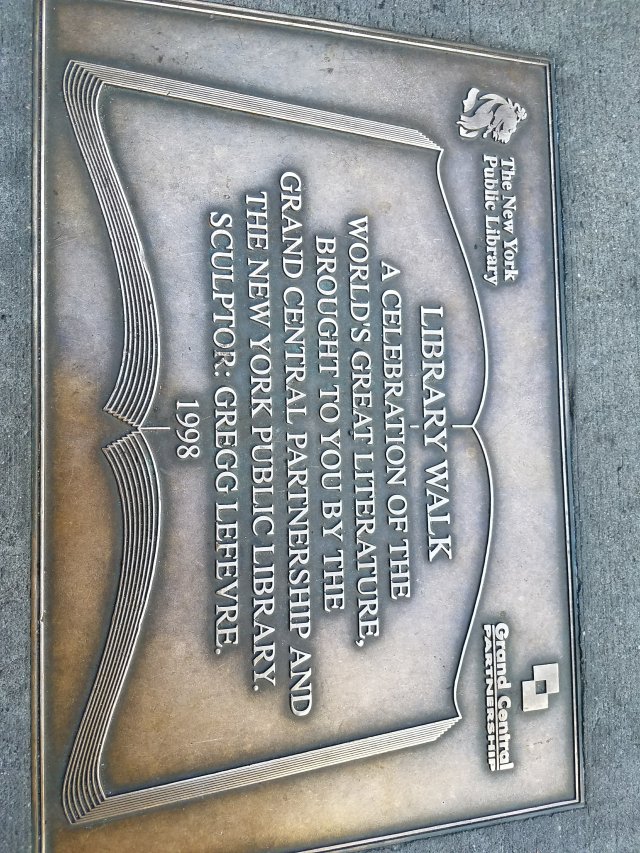 The New York
Public Library
Grand Central
PARTNERSHIP
LIBRARY WALK
A CELEBRATION OF THE
WORLD'S GREAT LITERATURE,
BROUGHT TO YOU BY THE
GRAND CENTRAL PARTNERSHIP AND
THE NEW YORK PUBLIC LIBRARY.
SCULPTOR: GREGG LEFEVRE.
1998